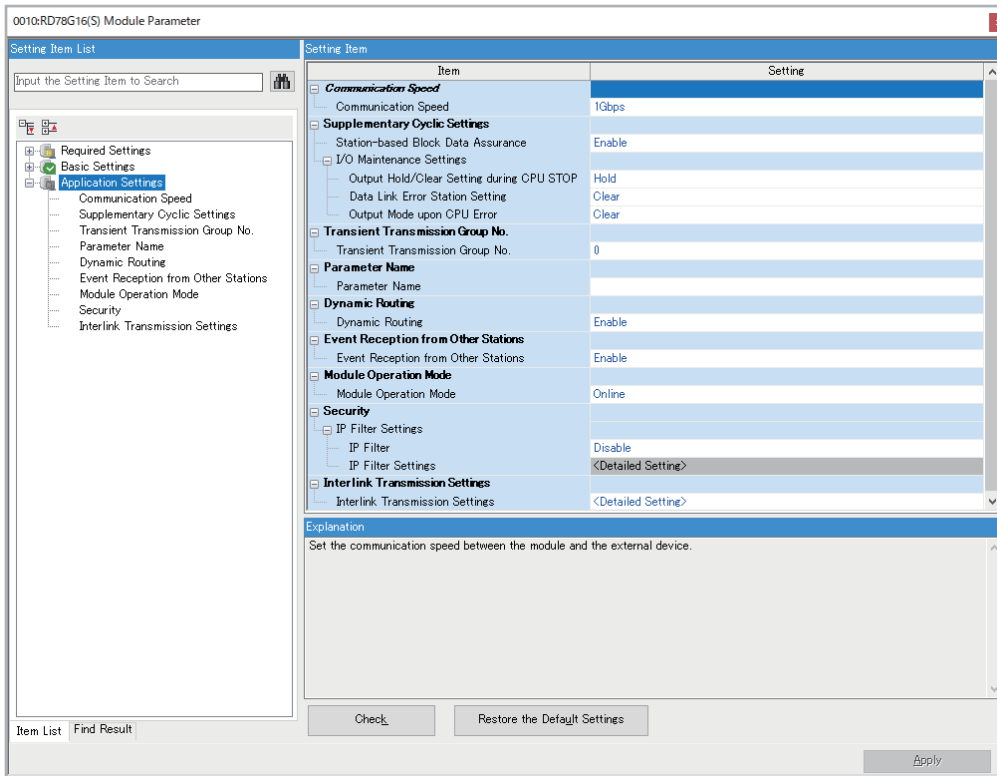 0010:RD78G16(S) Module Parameter
Setting Item List
Input the Setting Item to Search
Required Settings
Basic Settings
Application Settings
Communication Speed
Supplementary Cyclic Settings
Transient Transmission Group No.
Parameter Name
Dynamic Routing
Event Reception from Other Stations
Module Operation Mode
Security
Interlink Transmission Settings
Item List Find Result
Setting Item
Item Setting
Communication Speed
Communication Speed 1Gbps
Supplementary Cyclic Settings
Station-based Block Data Assurance Enable
I/O Maintenance Settings
Output Hold/Clear Setting during CPU STOP Hold
Data Link Error Station Setting Clear
Output Mode upon CPU Error Clear
Transient Transmission Group No.
Transient Transmission Group No. 0
Parameter Name
Parameter Name
Dynamic Routing
Dynamic Routing Enable
Event Reception from Other Stations
Event Reception from Other Stations Enable
Module Operation Mode
Module Operation Mode Online
Security
IP Filter Settings
IP Filter Disable
IP Filter Settings <Detailed Setting>
Interlink Transmission Settings
Interlink Transmission Settings <Detailed Setting>
Explanation
Set the communication speed between the module and the external device.
Check Restore the Default Settings
Apply